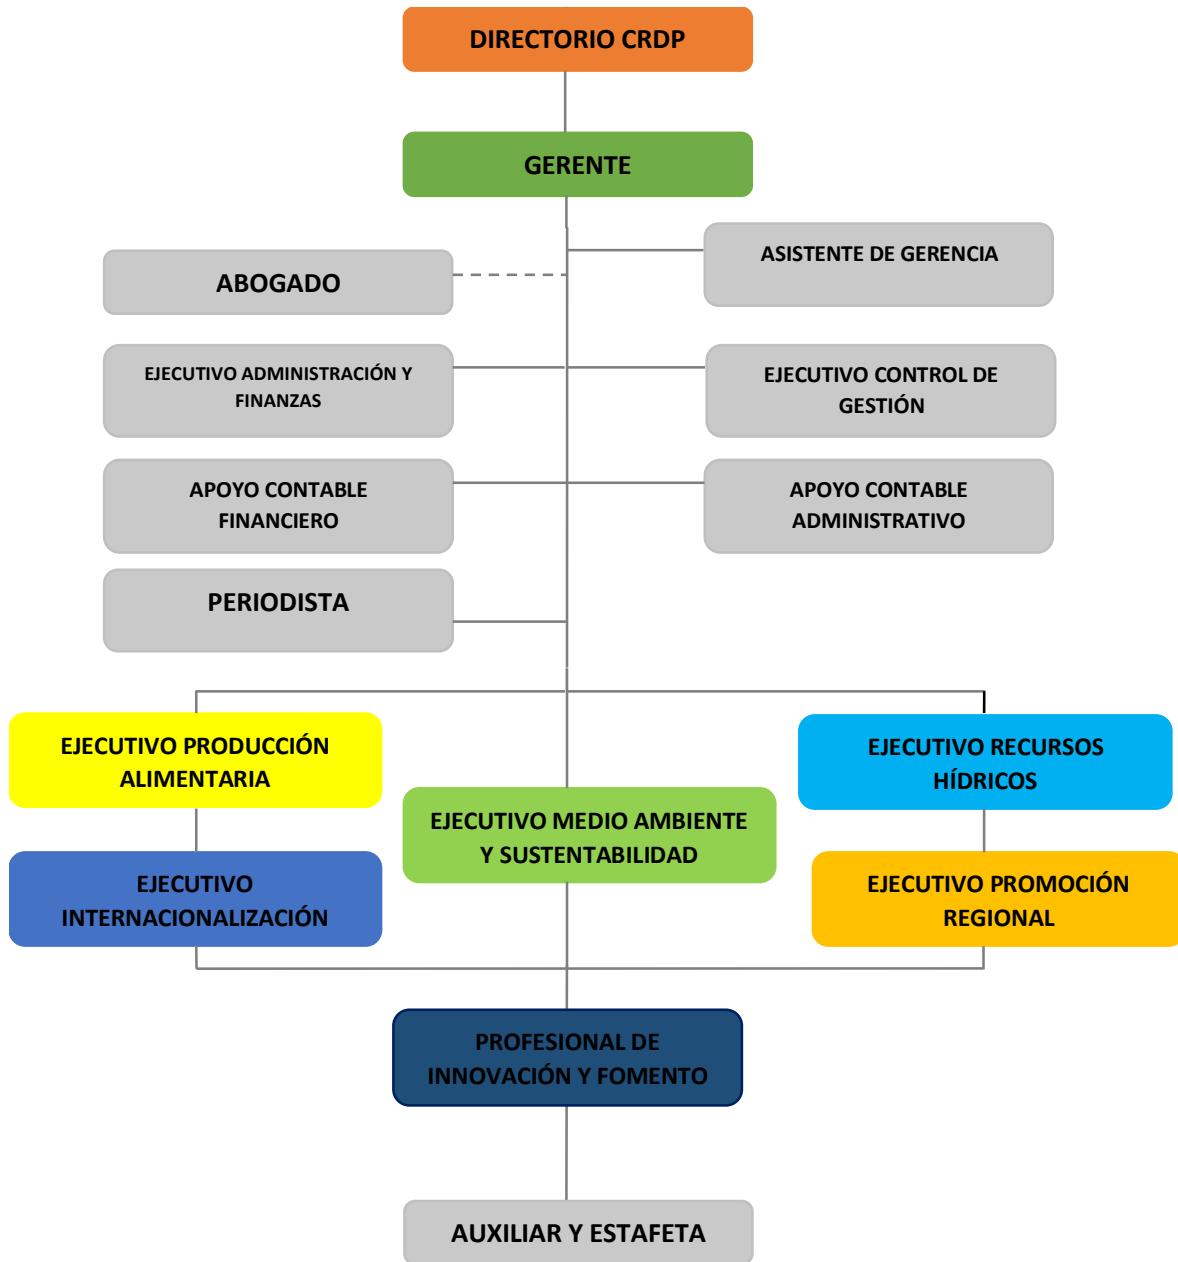 DIRECTORIO CRDP
GERENTE
ASISTENTE DE GERENCIA
ABOGADO
EJECUTIVO ADMINISTRACIÓN Y
FINANZAS
EJECUTIVO CONTROL DE
GESTIÓN
APOYO CONTABLE
FINANCIERO
APOYO CONTABLE
ADMINISTRATIVO
PERIODISTA
EJECUTIVO PRODUCCIÓN
ALIMENTARIA
EJECUTIVO RECURSOS
HÍDRICOS
EJECUTIVO MEDIO AMBIENTE
Y SUSTENTABILIDAD
EJECUTIVO
INTERNACIONALIZACIÓN
EJECUTIVO PROMOCIÓN
REGIONAL
PROFESIONAL DE
INNOVACIÓN Y FOMENTO
AUXILIAR Y ESTAFETA